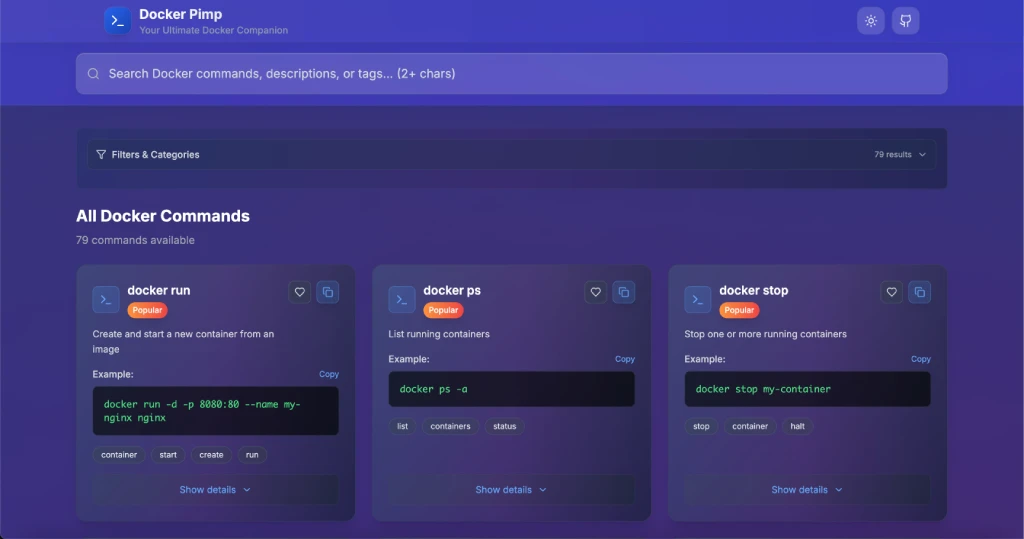 Docker Pimp
Your Ultimate Docker Companion
Search Docker commands, descriptions, or tags... (2+ chars)
Filters & Categories
79 results
All Docker Commands
79 commands available
docker run
Popular
Create and start a new container from an
image
Example:
Copy
docker run -d -p 8080:80 --name my-
nginx nginx
container start create run
Show details
docker ps
Popular
List running containers
Example:
Copy
docker ps -a
list containers status
Show details
docker stop
Popular
Stop one or more running containers
Example:
Copy
docker stop my-container
stop container halt
Show details